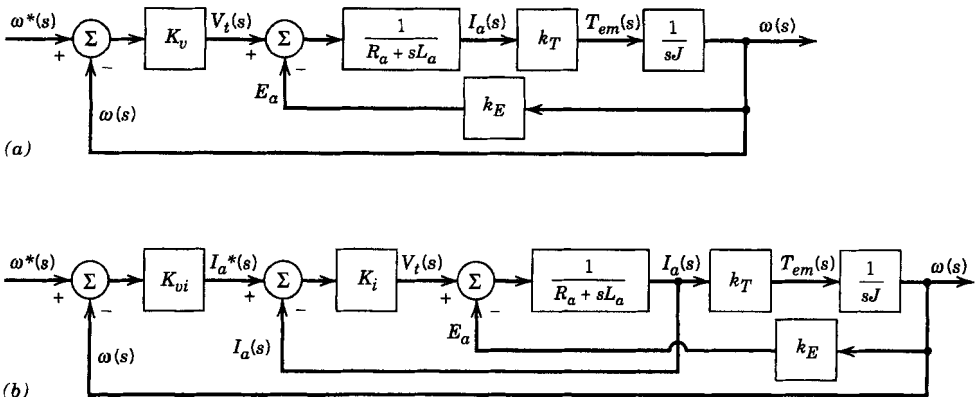 ω*(s) + Σ − K_v V_t(s) + Σ − 1 / (R_a + sL_a) I_a(s) k_T T_em(s) 1 / sJ ω(s)
E_a k_E
ω(s)
(a)
ω*(s) + Σ − K_vi I_a*(s) + Σ − K_i V_t(s) + Σ − 1 / (R_a + sL_a) I_a(s) k_T T_em(s) 1 / sJ ω(s)
ω(s) I_a(s) E_a k_E
(b)